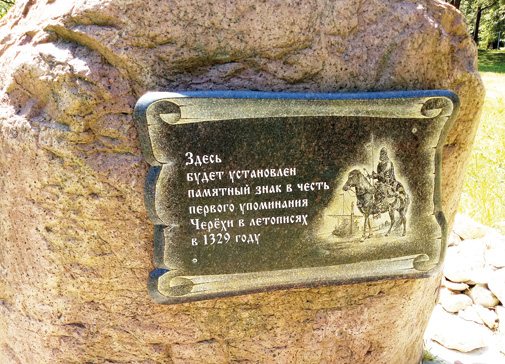 Здесь
будет установлен
памятный знак в честь
первого упоминания
Черёхи в летописях
в 1329 году